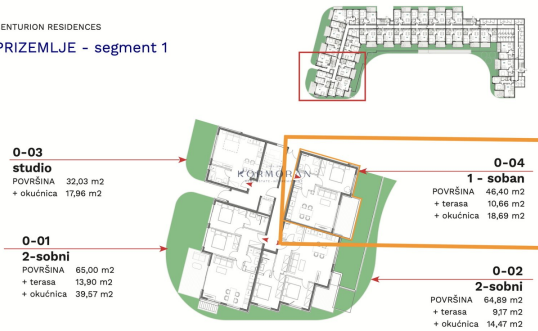 CENTURION RESIDENCES
PRIZEMLJE - segment 1
0-03
studio
POVRŠINA 32,03 m2
+ okućnica 17,96 m2
KORMORAN
0-04
1 - soban
POVRŠINA 46,40 m2
+ terasa 10,66 m2
+ okućnica 18,69 m2
0-01
2-sobni
POVRŠINA 65,00 m2
+ terasa 13,90 m2
+ okućnica 39,57 m2
0-02
2-sobni
POVRŠINA 64,89 m2
+ terasa 9,17 m2
+ okućnica 14,47 m2